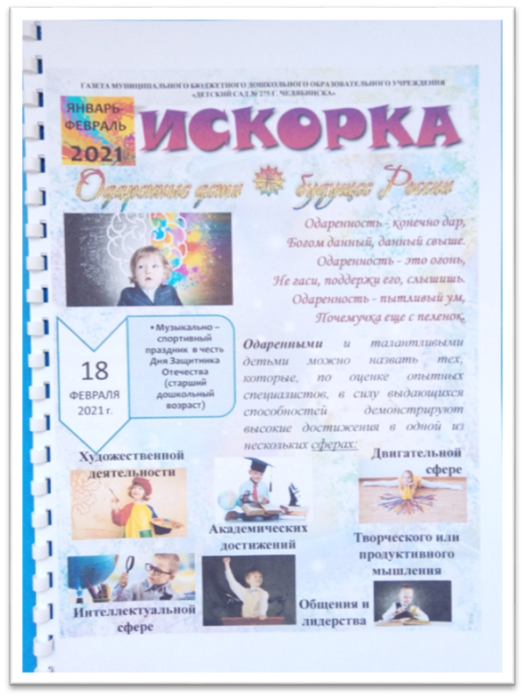 ГАЗЕТА МУНИЦИПАЛЬНОГО БЮДЖЕТНОГО ДОШКОЛЬНОГО ОБРАЗОВАТЕЛЬНОГО УЧРЕЖДЕНИЯ
«ДЕТСКИЙ САД № 275 Г. ЧЕЛЯБИНСКА»
ЯНВАРЬ-
ФЕВРАЛЬ
2021
ИСКОРКА
Одаренные дети будущее России
Одаренность - конечно дар,
Богом данный, данный свыше.
Одаренность - это огонь,
Не гаси, поддержи его, слышишь.
Одаренность - пытливый ум,
Почемучка еще с пеленок.
18
ФЕВРАЛЯ
2021 г.
• Музыкально –
спортивный
праздник в честь
Дня Защитника
Отечества
(старший
дошкольный
возраст)
Одаренными и талантливыми
детьми можно назвать тех,
которые, по оценке опытных
специалистов, в силу выдающихся
способностей демонстрируют
высокие достижения в одной из
нескольких сферах:
Художественной
деятельности
Двигательной
сфере
Академических
достижений
Творческого или
продуктивного
мышления
Интеллектуальной
сфере
Общения и
лидерства